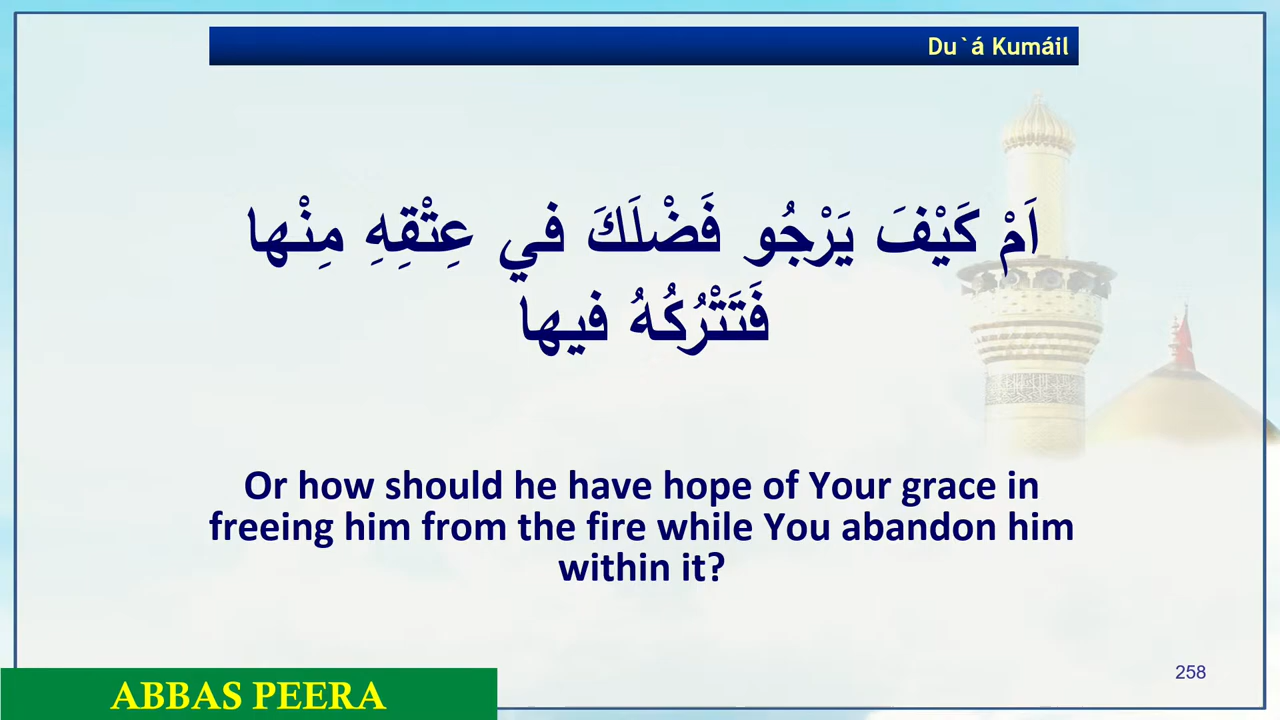 Du`á Kumáil
اَمْ كَيْفَ يَرْجُو فَضْلَكَ في عِتْقِهِ مِنْها
فَتَتْرُكُهُ فيها
Or how should he have hope of Your grace in
freeing him from the fire while You abandon him
within it?
258
ABBAS PEERA